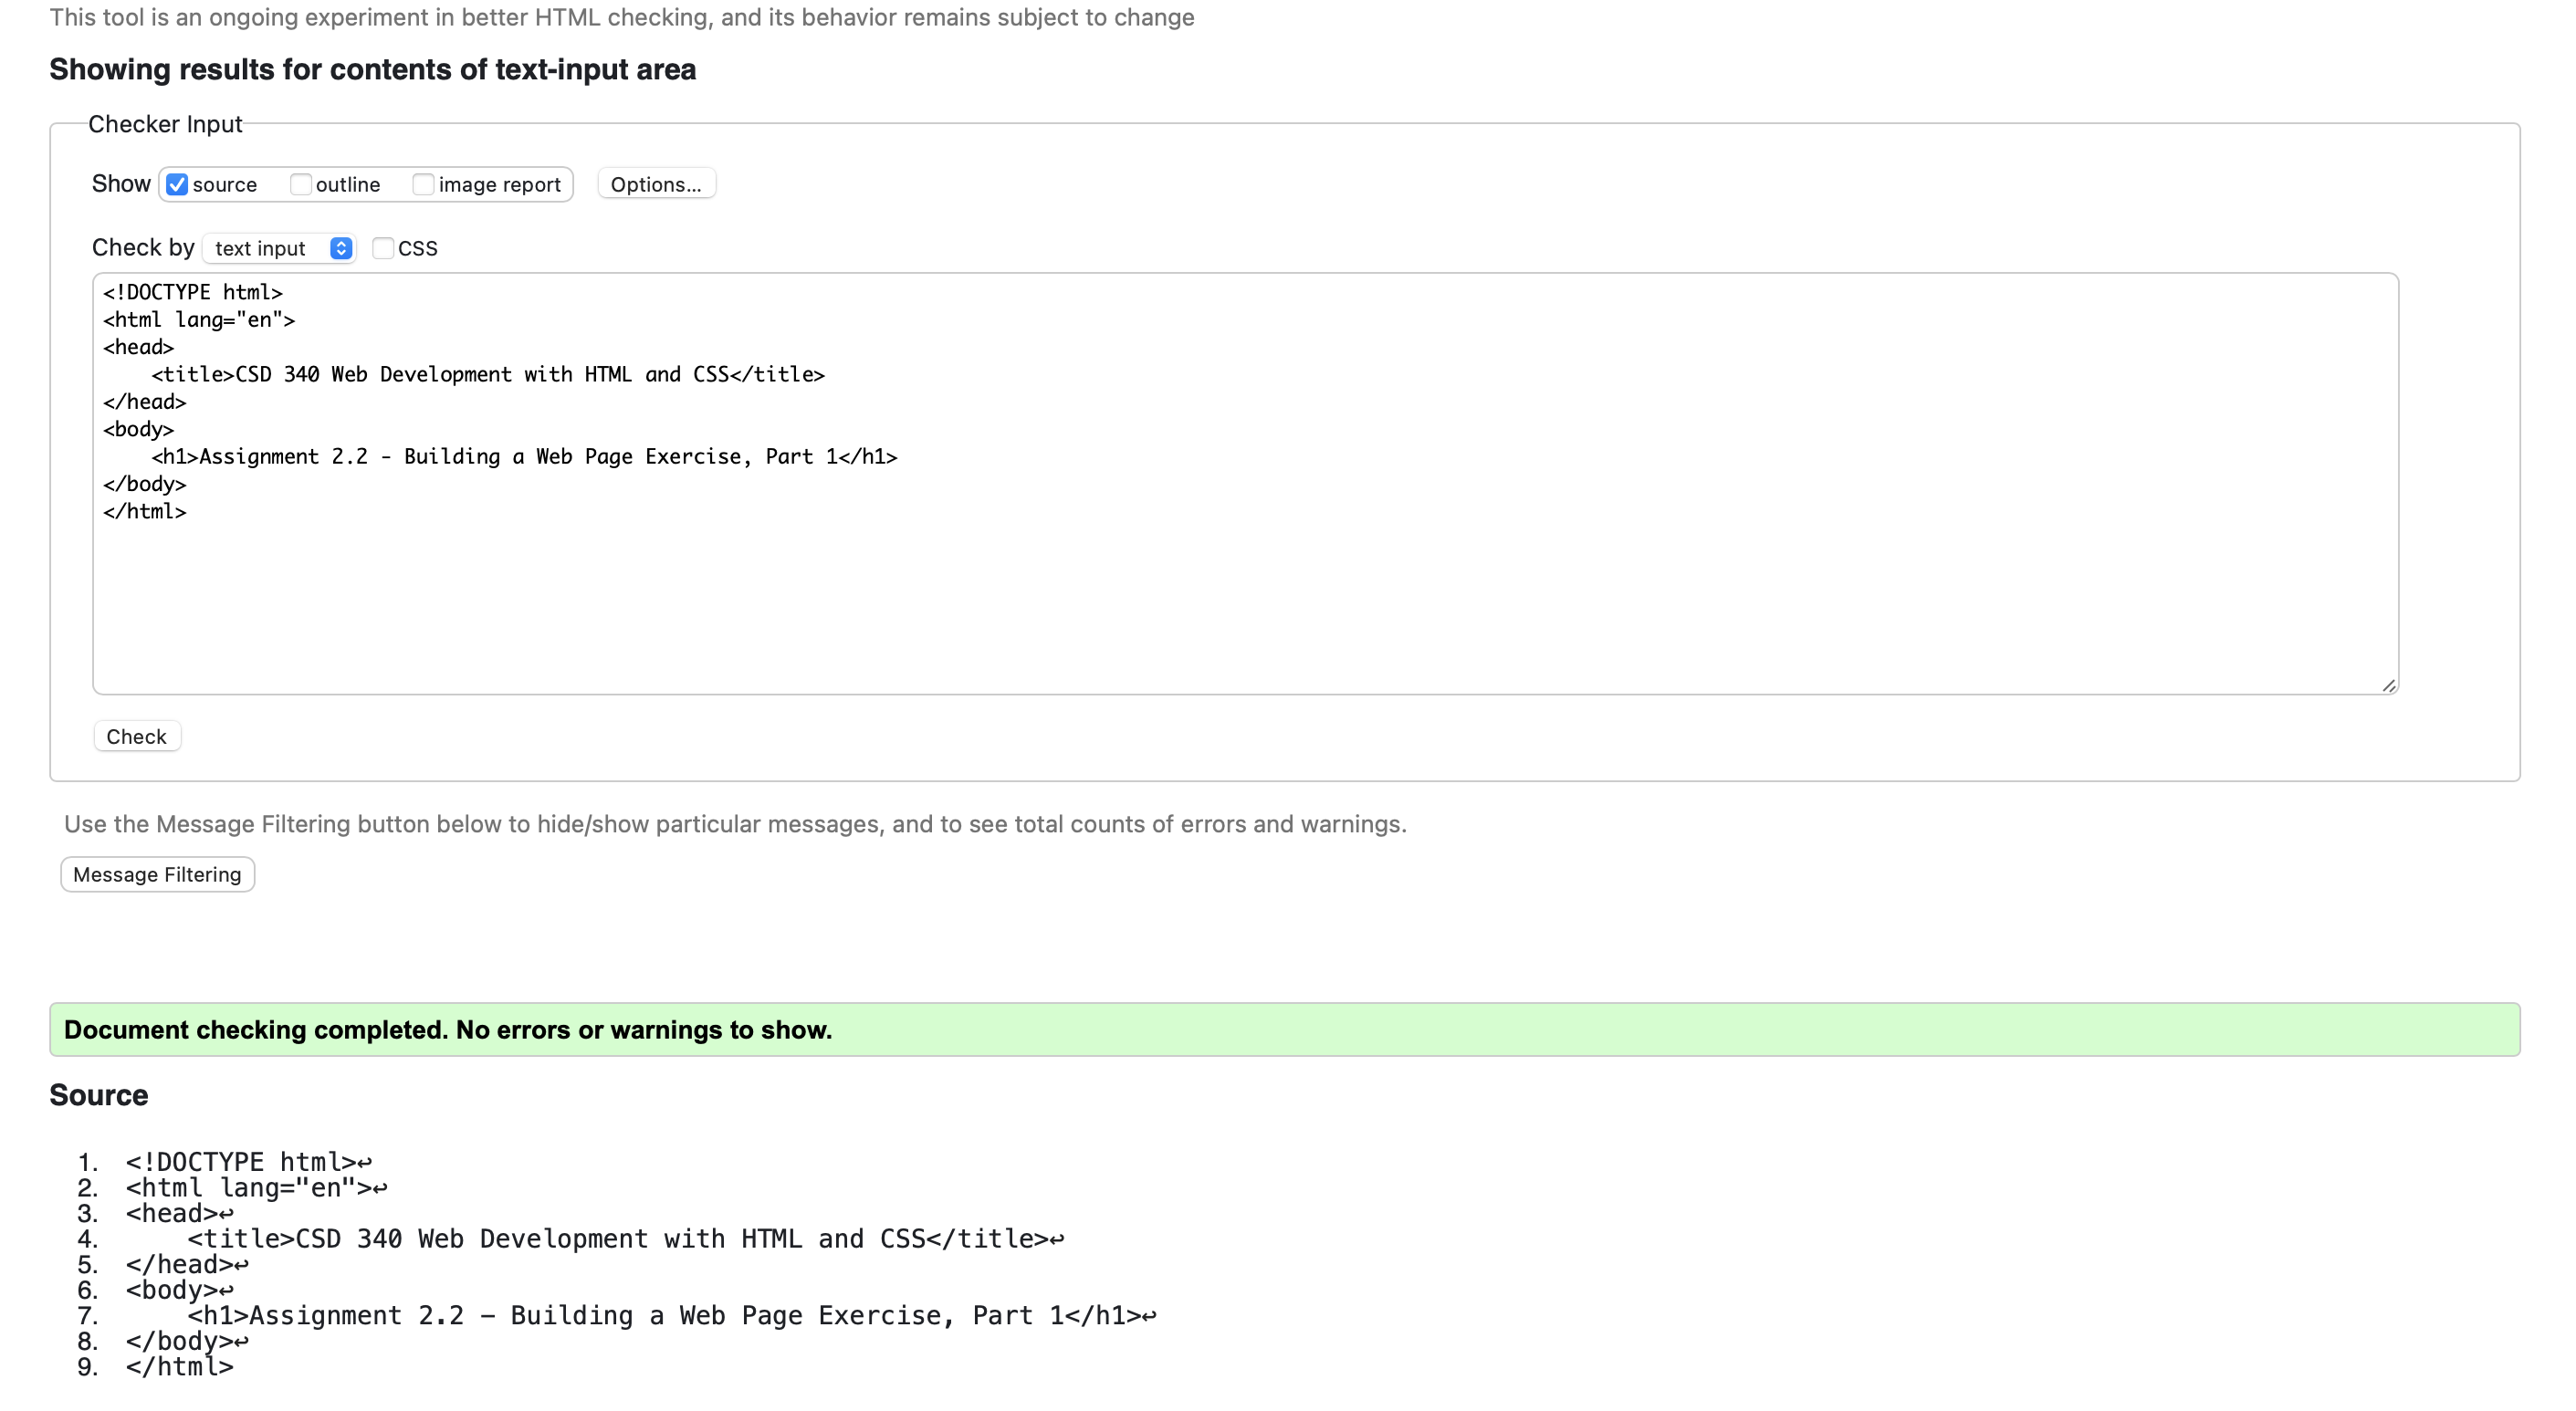 This tool is an ongoing experiment in better HTML checking, and its behavior remains subject to change
Showing results for contents of text-input area
Checker Input
Show source outline image report Options...
Check by text input CSS
<!DOCTYPE html>
<html lang="en">
<head>
    <title>CSD 340 Web Development with HTML and CSS</title>
</head>
<body>
    <h1>Assignment 2.2 - Building a Web Page Exercise, Part 1</h1>
</body>
</html>
Check
Use the Message Filtering button below to hide/show particular messages, and to see total counts of errors and warnings.
Message Filtering
Document checking completed. No errors or warnings to show.
Source
1. <!DOCTYPE html>↩
2. <html lang="en">↩
3. <head>↩
4.     <title>CSD 340 Web Development with HTML and CSS</title>↩
5. </head>↩
6. <body>↩
7.     <h1>Assignment 2.2 – Building a Web Page Exercise, Part 1</h1>↩
8. </body>↩
9. </html>